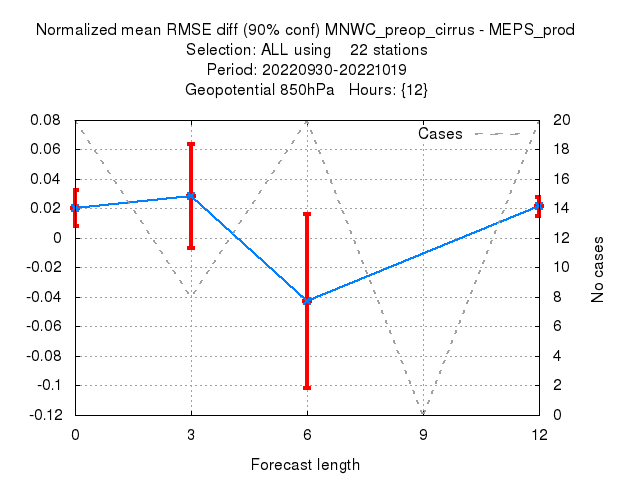 Normalized mean RMSE diff (90% conf) MNWC_preop_cirrus - MEPS_prod
Selection: ALL using 22 stations
Period: 20220930-20221019
Geopotential 850hPa Hours: {12}
Cases
0.08
0.06
0.04
0.02
0
-0.02
-0.04
-0.06
-0.08
-0.1
-0.12
20
18
16
14
12
10
8
6
4
2
0
No cases
0 3 6 9 12
Forecast length